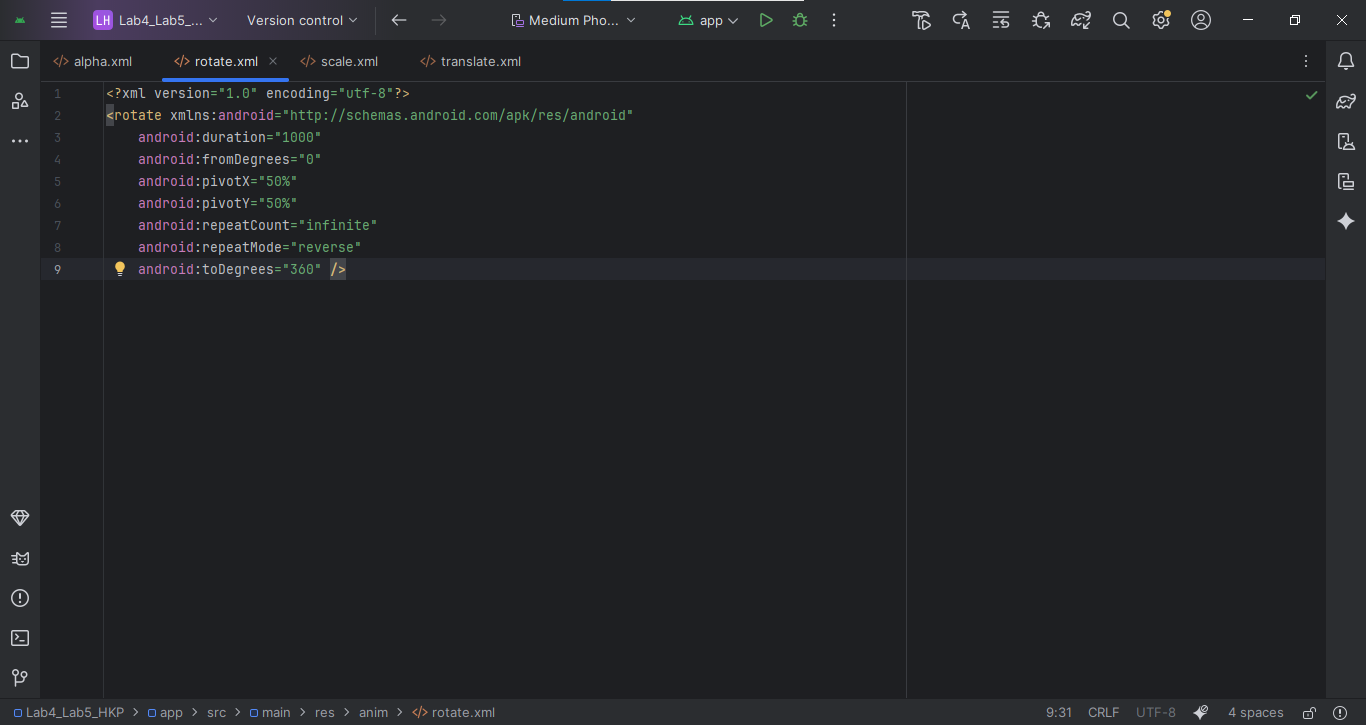 LH Lab4_Lab5_... Version control Medium Pho... app
alpha.xml rotate.xml scale.xml translate.xml
1 <?xml version="1.0" encoding="utf-8"?>
2 <rotate xmlns:android="http://schemas.android.com/apk/res/android"
3 android:duration="1000"
4 android:fromDegrees="0"
5 android:pivotX="50%"
6 android:pivotY="50%"
7 android:repeatCount="infinite"
8 android:repeatMode="reverse"
9 android:toDegrees="360" />
Lab4_Lab5_HKP > app > src > main > res > anim > rotate.xml 9:31 CRLF UTF-8 4 spaces